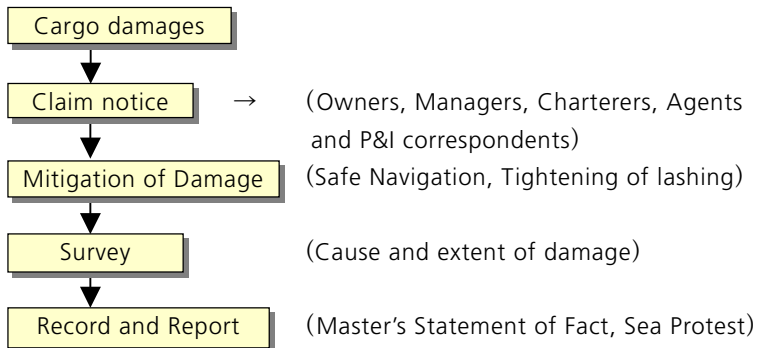 Cargo damages
Claim notice → (Owners, Managers, Charterers, Agents
and P&I correspondents)
Mitigation of Damage (Safe Navigation, Tightening of lashing)
Survey (Cause and extent of damage)
Record and Report (Master's Statement of Fact, Sea Protest)